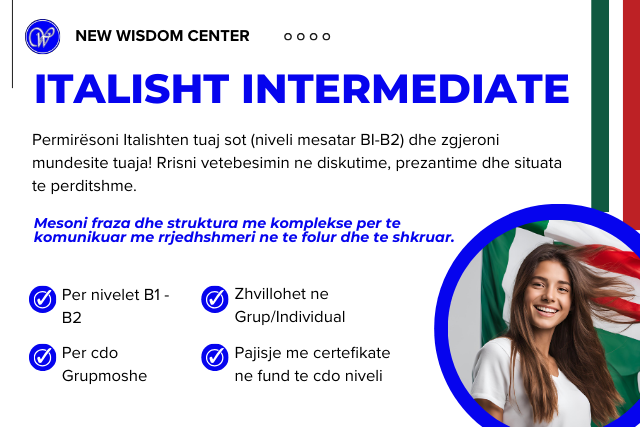 NEW WISDOM CENTER
ITALISHT INTERMEDIATE
Permirësoni Italishten tuaj sot (niveli mesatar BI-B2) dhe zgjeroni
mundesite tuaja! Rrisni vetebesimin ne diskutime, prezantime dhe situata
te perditshme.
Mesoni fraza dhe struktura me komplekse per te
komunikuar me rrjedhshmeri ne te folur dhe te shkruar.
Per nivelet B1 -
B2
Zhvillohet ne
Grup/Individual
Per cdo
Grupmoshe
Pajisje me certefikate
ne fund te cdo niveli